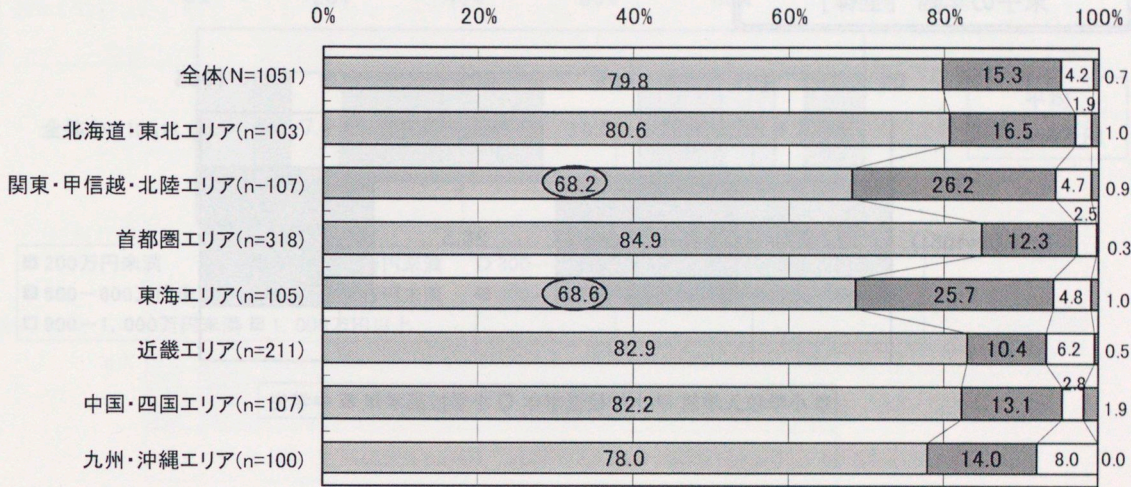 0% 20% 40% 60% 80% 100%
全体(N=1051) 79.8 15.3 4.2 0.7
1.9
北海道・東北エリア(n=103) 80.6 16.5 1.0
関東・甲信越・北陸エリア(n-107) 68.2 26.2 4.7 0.9
2.5
首都圏エリア(n=318) 84.9 12.3 0.3
東海エリア(n=105) 68.6 25.7 4.8 1.0
近畿エリア(n=211) 82.9 10.4 6.2 0.5
2.8
中国・四国エリア(n=107) 82.2 13.1 1.9
九州・沖縄エリア(n=100) 78.0 14.0 8.0 0.0